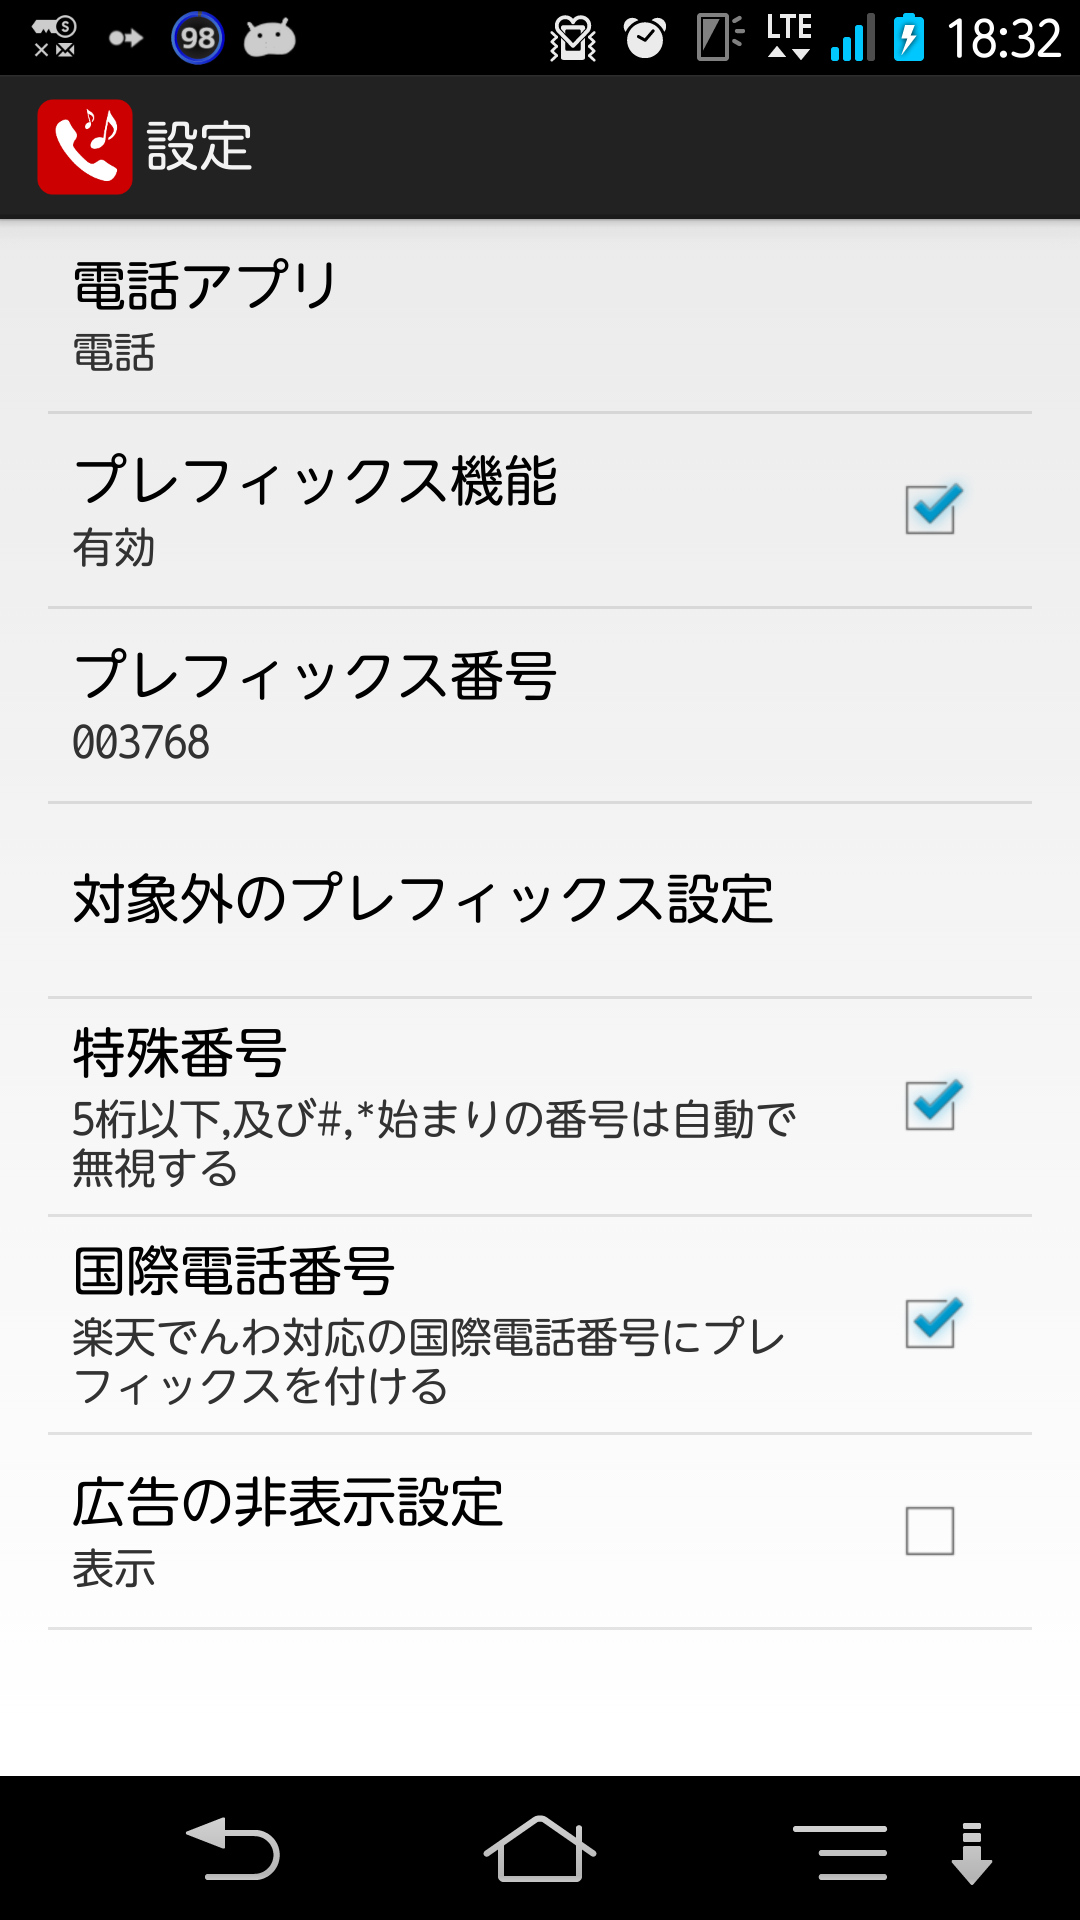 98
LTE
18:32
設定
電話アプリ
電話
プレフィックス機能
有効
プレフィックス番号
003768
対象外のプレフィックス設定
特殊番号
5桁以下,及び#,*始まりの番号は自動で
無視する
国際電話番号
楽天でんわ対応の国際電話番号にプレ
フィックスを付ける
広告の非表示設定
表示